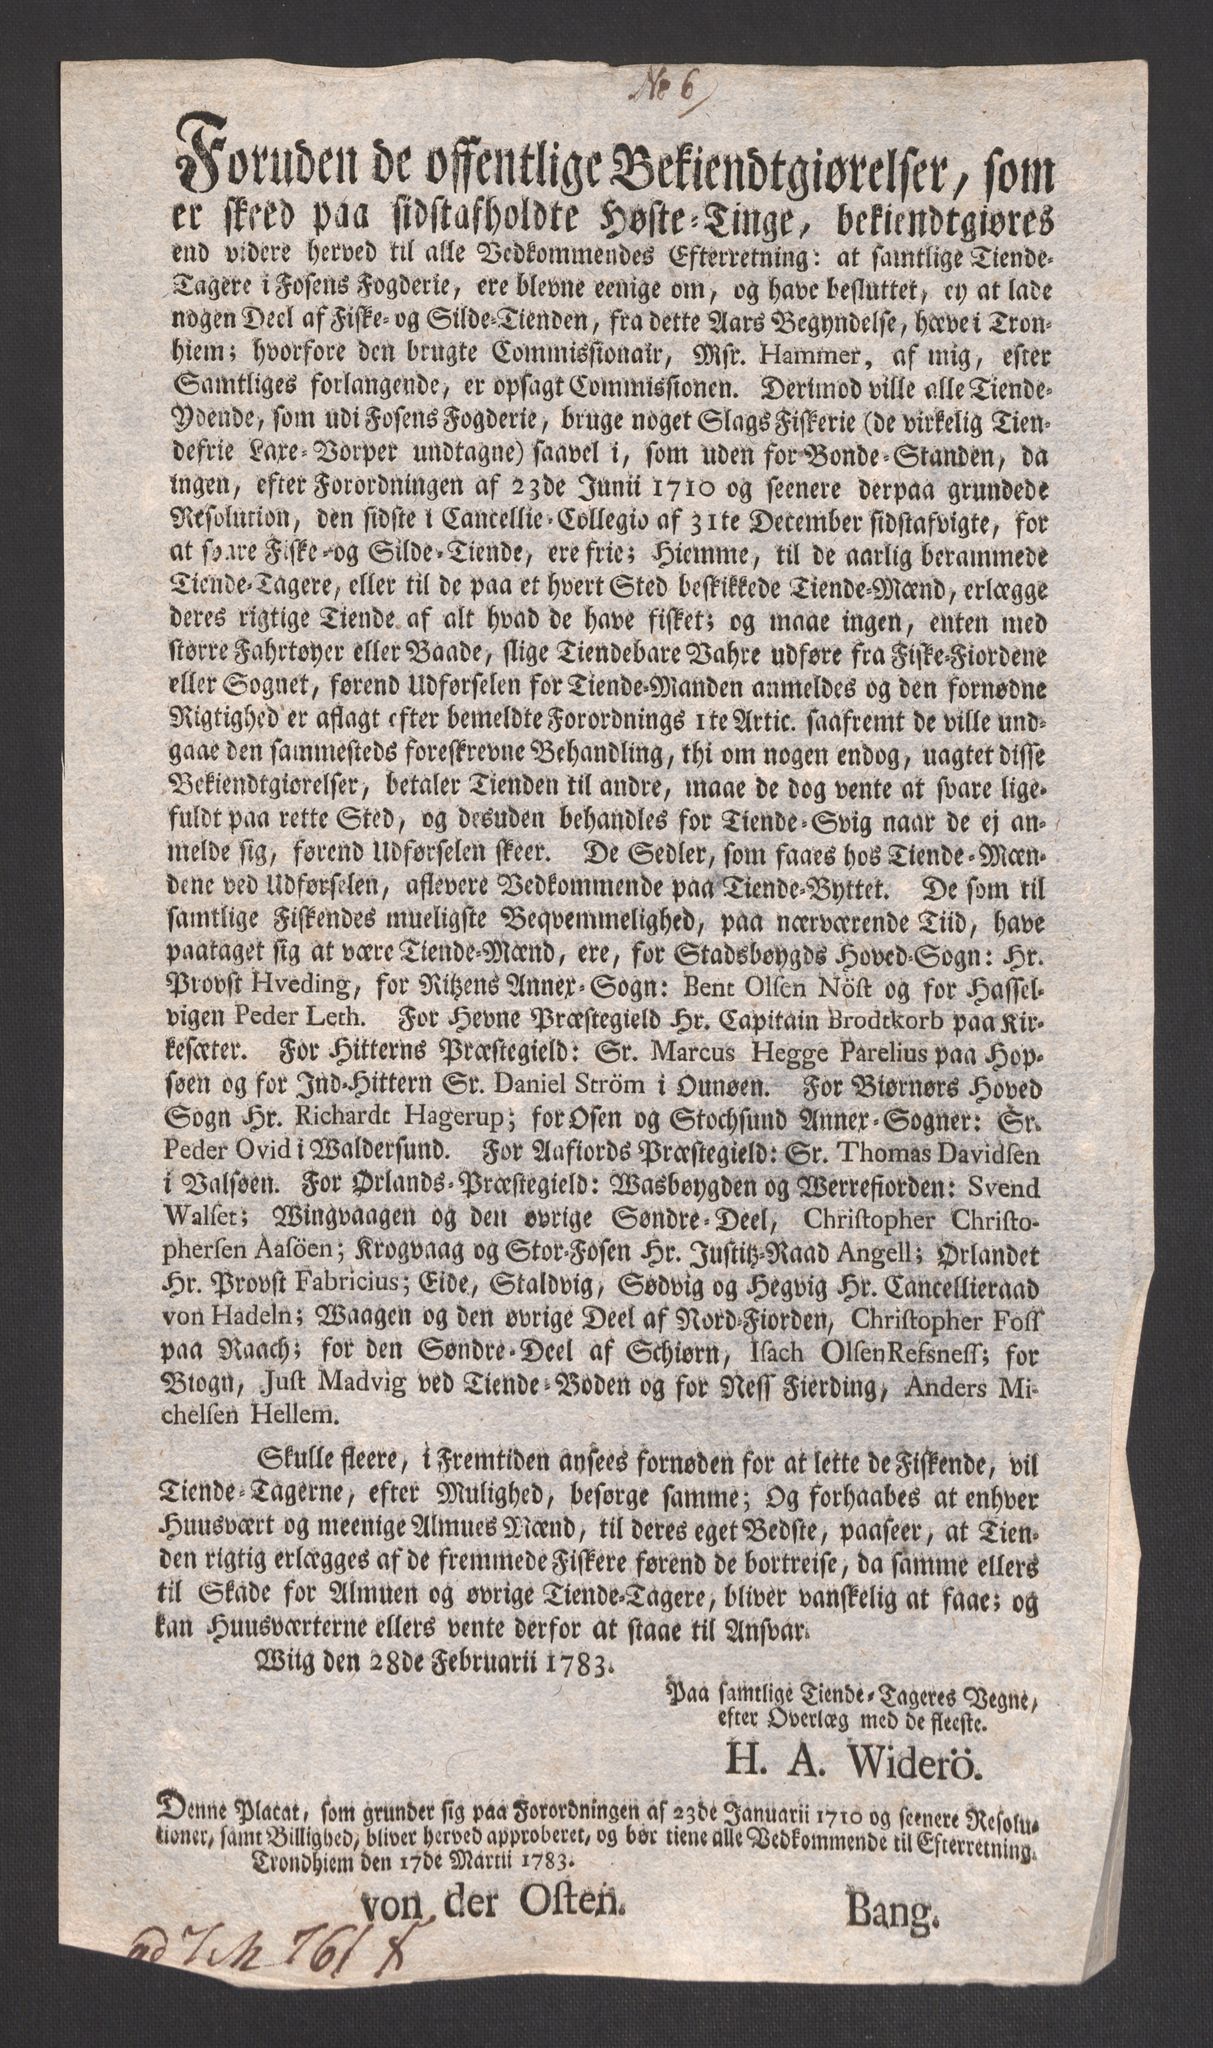 No 6
Foruden de offentlige Bekiendtgiørelser, som
er skeed paa sidstafholdte Høste-Tinge, bekiendtgiøres
end videre herved til alle Vedkommendes Efterretning: at samtlige Tiende-
Tagere i Fosens Fogderie, ere blevne eenige om, og have besluttet, ey at lade
nogen Deel af Fiske- og Silde-Tienden, fra dette Aars Begyndelse, hæve i Tron-
hiem; hvorfore den brugte Commissionair, Msr. Hammer, af mig, efter
Samtliges forlangende, er opsagt Commissionen. Derimod ville alle Tiende-
Ydende, som udi Fosens Fogderie, bruge noget Slags Fiskerie (de virkelig Tien-
defrie Laxe-Vorper undtagne) saavel i, som uden for Bonde-Standen, da
ingen, efter Forordningen af 23de Junii 1710 og seenere derpaa grundede
Resolution, den sidste i Cancellie-Collegio af 31te December sidstafvigte, for
at svare Fiske- og Silde-Tiende, ere frie; Hiemme, til de aarlig berammede
Tiende-Tagere, eller til de paa et hvert Sted beskikkede Tiende-Mænd, erlægge
deres rigtige Tiende af alt hvad de have fisket; og maae ingen, enten med
større Fahrtøyer eller Baade, slige Tiendebare Vahre udføre fra Fiske-Fiordene
eller Sognet, førend Udførselen for Tiende-Manden anmeldes og den fornødne
Rigtighed er aflagt efter bemeldte Forordnings 1te Artic. saafremt de ville und-
gaae den sammesteds foreskrevne Behandling, thi om nogen endog, uagtet disse
Bekiendtgiørelser, betaler Tienden til andre, maae de dog vente at svare lige-
fuldt paa rette Sted, og desuden behandles for Tiende-Svig naar de ej an-
melde sig, førend Udførselen skeer. De Sedler, som faaes hos Tiende-Mæn-
dene ved Udførselen, aflevere Vedkommende paa Tiende-Byttet. De som til
samtlige Fiskendes mueligste Beqvemmelighed, paa nærværende Tiid, have
paataget sig at være Tiende-Mænd, ere, for Stadsbøygds Hoved-Sogn: Hr.
Provst Hveding, for Ritzens Annex-Sogn: Bent Olsen Nöst og for Hassel-
vigen Peder Leth. For Hevne Præstegield Hr. Capitain Brodtkorb paa Kir-
kesæter. For Hitterns Præstegield: Sr. Marcus Hegge Parelius paa Hop-
søen og for Ind-Hittern Sr. Daniel Ström i Ounøen. For Biørnørs Hoved
Sogn Hr. Richardt Hagerup; for Osen og Stochsund Annex-Sogner: Sr.
Peder Ovid i Waldersund. For Aafiords Præstegield: Sr. Thomas Davidsen
i Valsøen. For Ørlands-Præstegield: Wasbøygden og Werrefiorden: Svend
Walset; Wingvaagen og den øvrige Søndre-Deel, Christopher Christo-
phersen Aasöen; Krogvaag og Stor-Fosen Hr. Justitz-Raad Angell; Ørlandet
Hr. Provst Fabricius; Eide, Staldvig, Sødvig og Hegvig Hr. Cancellieraad
von Hadeln; Waagen og den øvrige Deel af Nord-Fiorden, Christopher Foss
paa Raach; for den Søndre-Deel af Schiørn, Isach Olsen Refsness; for
Biogn, Just Madvig ved Tiende-Boden og for Ness Fierding, Anders Mi-
chelsen Hellem.
Skulle fleere, i Fremtiden ansees fornøden for at lette de Fiskende, vil
Tiende-Tagerne, efter Mulighed, besørge samme; Og forhaabes at enhver
Huusvært og meenige Almues Mænd, til deres eget Bedste, paaseer, at Tien-
den rigtig erlægges af de fremmede Fiskere førend de bortreise, da samme ellers
til Skade for Almuen og øvrige Tiende-Tagere, bliver vanskelig at faae; og
kan Huusværterne ellers vente derfor at staae til Ansvar.
Wiig den 28de Februarii 1783.
Paa samtlige Tiende-Tageres Vegne,
efter Overlæg med de fleeste.
H. A. Widerö.
Denne Placat, som grunder sig paa Forordningen af 23de Januarii 1710 og seenere Resolu-
tioner, samt Billighed, bliver herved approberet, og bør tiene alle Vedkommende til Efterretning.
Trondhiem den 17de Martii 1783.
von der Osten. Bang.